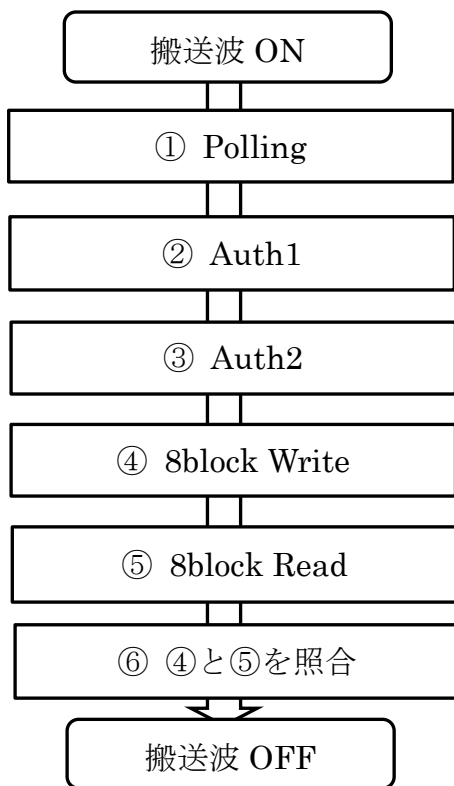 搬送波 ON
① Polling
② Auth1
③ Auth2
④ 8block Write
⑤ 8block Read
⑥ ④と⑤を照合
搬送波 OFF